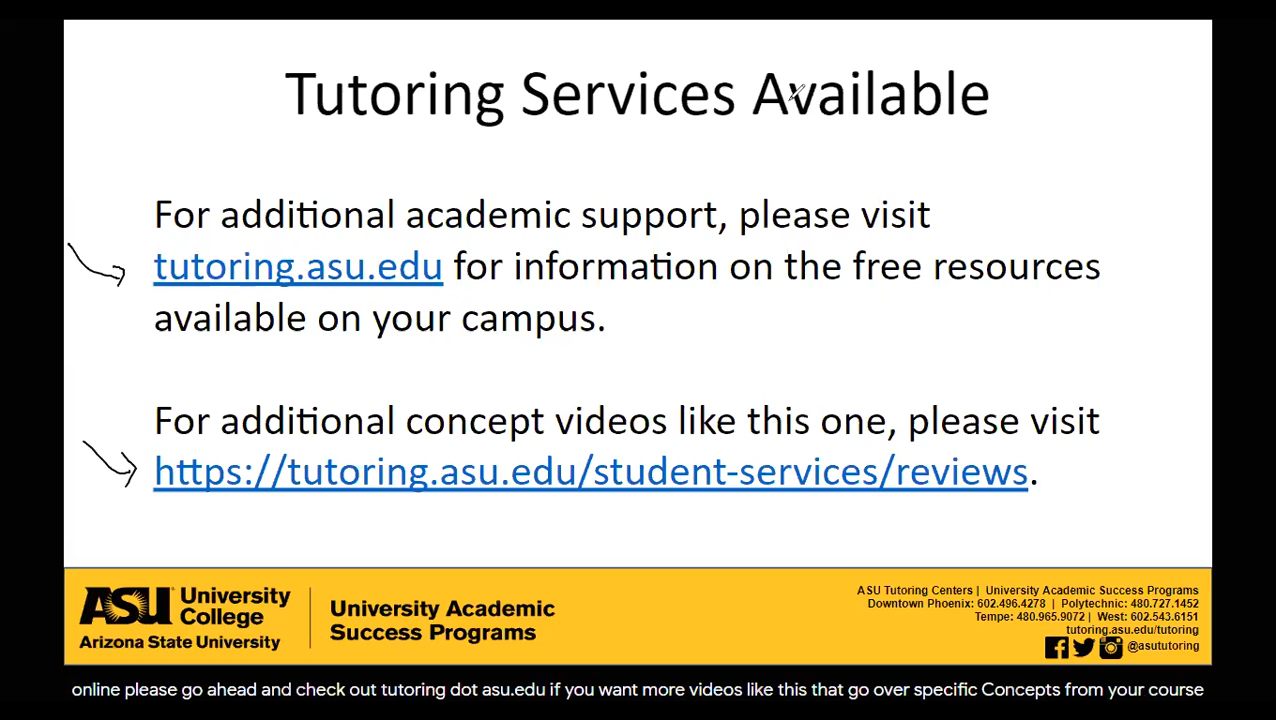 Tutoring Services Available
For additional academic support, please visit
tutoring.asu.edu for information on the free resources
available on your campus.
For additional concept videos like this one, please visit
https://tutoring.asu.edu/student-services/reviews.
ASU University
College
Arizona State University
University Academic
Success Programs
ASU Tutoring Centers | University Academic Success Programs
Downtown Phoenix: 602.496.4278 | Polytechnic: 480.727.1452
Tempe: 480.965.9072 | West: 602.543.6151
tutoring.asu.edu/tutoring
@asututoring
online please go ahead and check out tutoring dot asu.edu if you want more videos like this that go over specific Concepts from your course